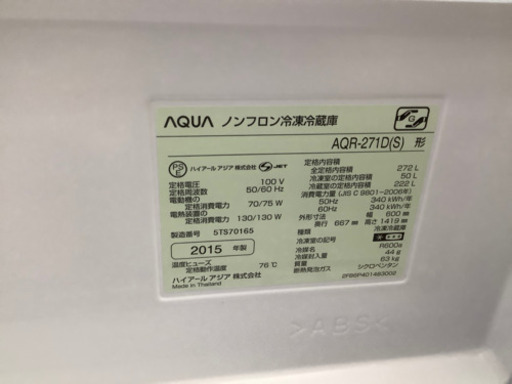 AQUA ノンフロン冷凍冷蔵庫
AQR-271D(S) 形
PS E ハイアール アジア JET
定格電圧 100 V
定格周波数 50/60 Hz
電動機の
定格消費電力 70/75 W
電熱装置の
定格消費電力 130/130 W
製造番号 5TS70165
2015 年製
温度ヒューズ
定格動作温度 76℃
ハイアール アジア
Made in Thailand
定格内容積
全定格内容積 272 L
冷凍室の定格内容積 50 L
冷蔵室の定格内容積 222 L
消費電力量 (JIS C 9801-2006年)
50Hz 340 kWh/年
60Hz 340 kWh/年
外形寸法 幅 600 mm
奥行 667 mm 高さ 1419 mm
種類 冷凍冷蔵庫
冷凍室の記号
冷媒名 R600a
冷媒封入量 44 g
質量 63 kg
断熱発泡ガス シクロペンタン
>ABS<